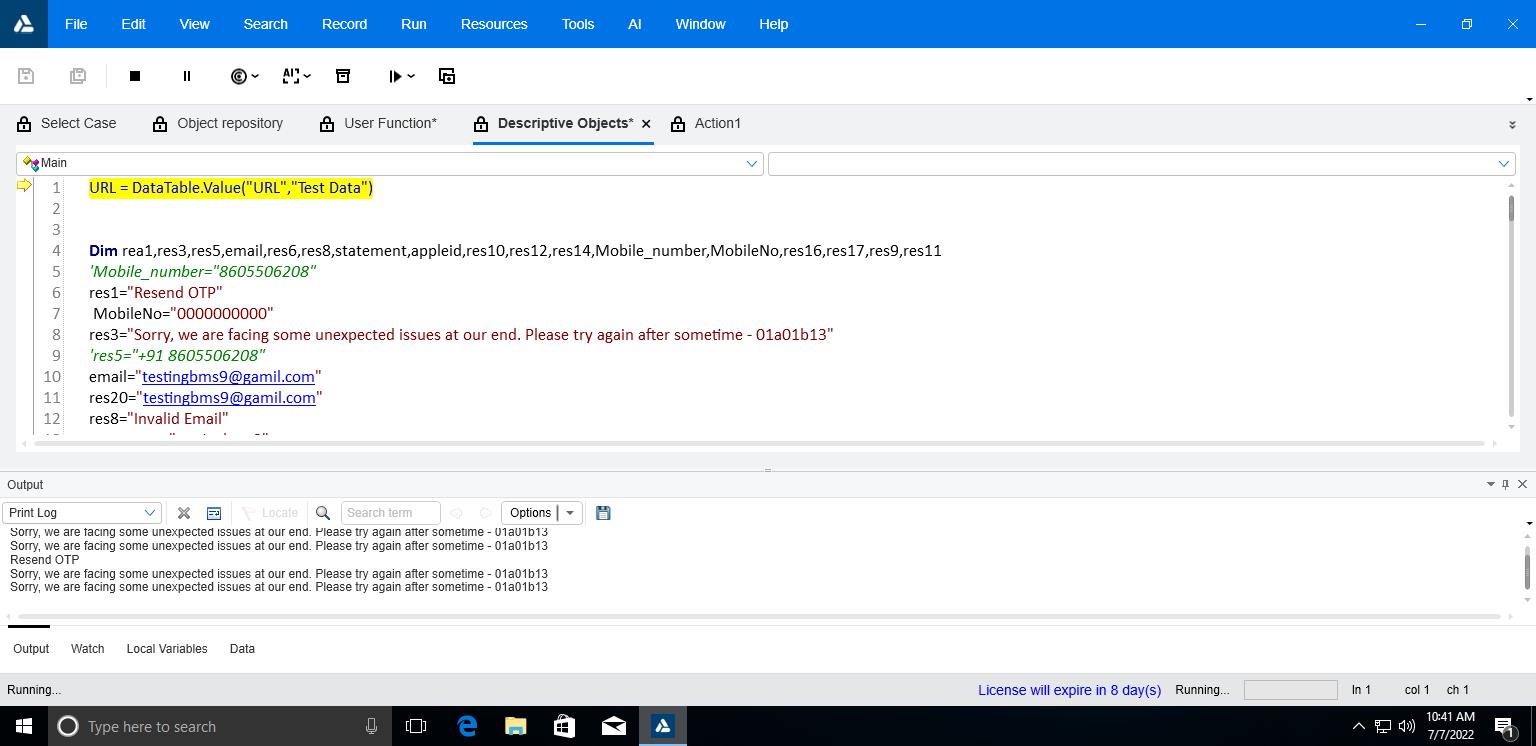 File Edit View Search Record Run Resources Tools AI Window Help
Select Case Object repository User Function* Descriptive Objects* Action1
Main
1 URL = DataTable.Value("URL","Test Data")
2
3
4 Dim rea1,res3,res5,email,res6,res8,statement,appleid,res10,res12,res14,Mobile_number,MobileNo,res16,res17,res9,res11
5 'Mobile_number="8605506208"
6 res1="Resend OTP"
7 MobileNo="0000000000"
8 res3="Sorry, we are facing some unexpected issues at our end. Please try again after sometime - 01a01b13"
9 'res5="+91 8605506208"
10 email="testingbms9@gamil.com"
11 res20="testingbms9@gamil.com"
12 res8="Invalid Email"
Output
Print Log Locate Search term Options
Sorry, we are facing some unexpected issues at our end. Please try again after sometime - 01a01b13
Sorry, we are facing some unexpected issues at our end. Please try again after sometime - 01a01b13
Resend OTP
Sorry, we are facing some unexpected issues at our end. Please try again after sometime - 01a01b13
Sorry, we are facing some unexpected issues at our end. Please try again after sometime - 01a01b13
Output Watch Local Variables Data
Running... License will expire in 8 day(s) Running... ln 1 col 1 ch 1
Type here to search
10:41 AM
7/7/2022
1